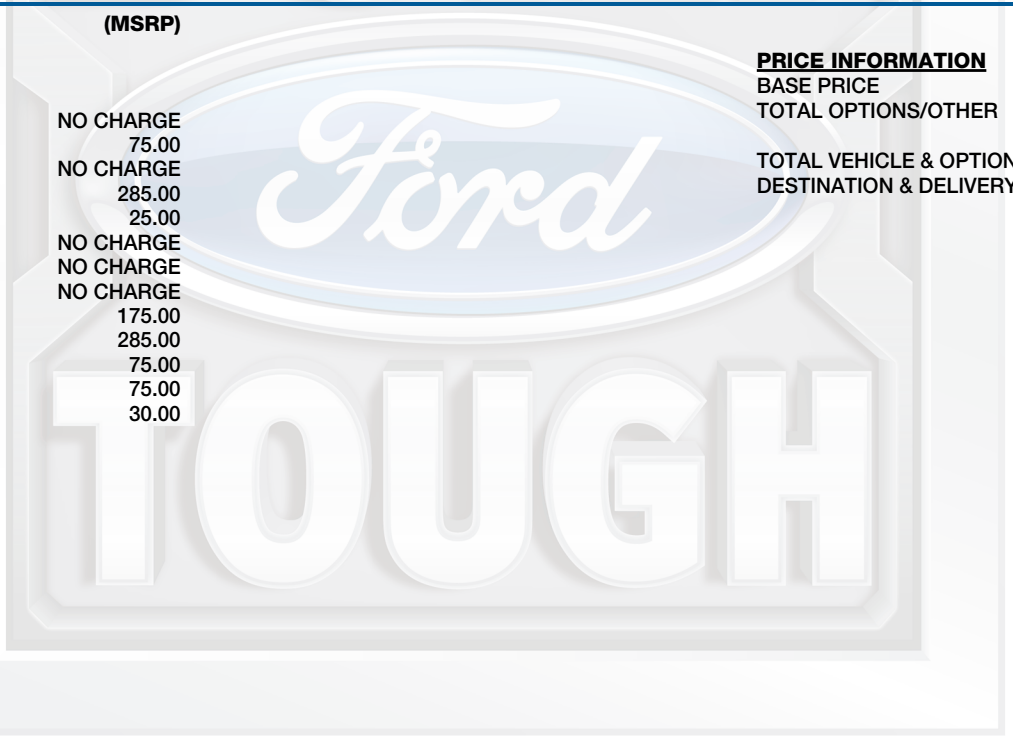 (MSRP)
NO CHARGE
75.00
NO CHARGE
285.00
25.00
NO CHARGE
NO CHARGE
NO CHARGE
175.00
285.00
75.00
75.00
30.00
PRICE INFORMATION
BASE PRICE
TOTAL OPTIONS/OTHER
TOTAL VEHICLE & OPTION
DESTINATION & DELIVERY
Ford
TOUGH